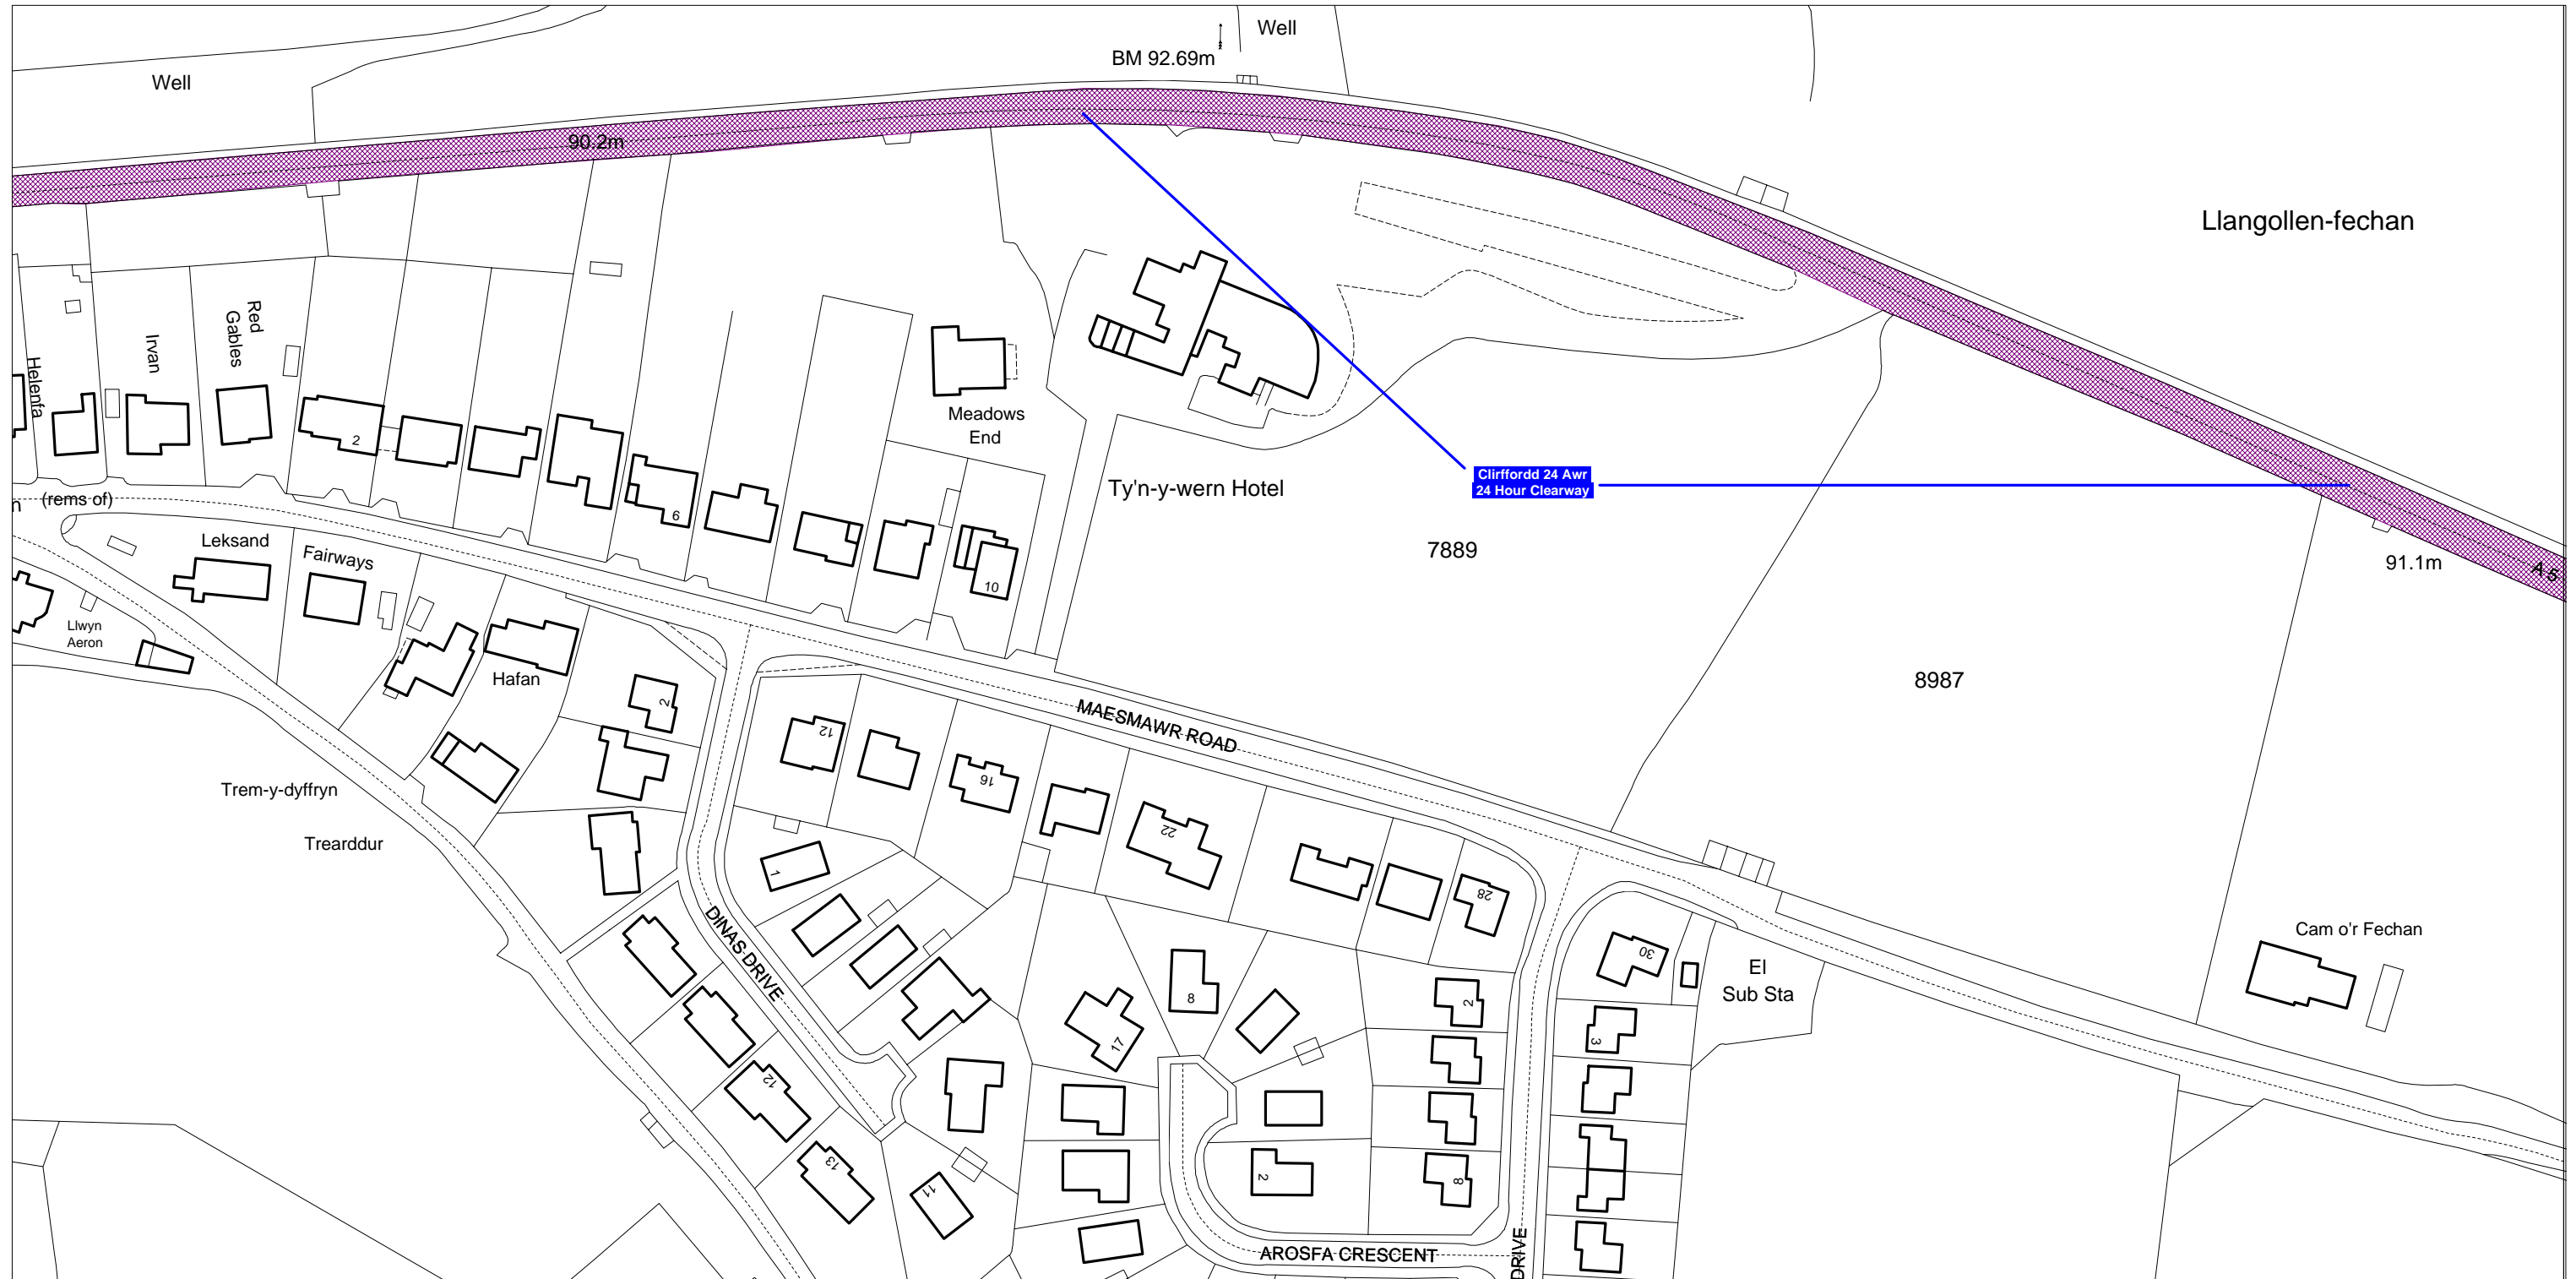 Well
BM 92.69m
Well
90.2m
Llangollen-fechan
Red
Gables
Irvan
Helenfa
2
Meadows
End
6
10
Ty'n-y-wern Hotel
Clirffordd 24 Awr
24 Hour Clearway
7889
91.1m
A 5
(rems of)
Leksand
Fairways
Llwyn
Aeron
Hafan
2
8987
MAESMAWR ROAD
12
16
22
28
Trem-y-dyffryn
Trearddur
1
DINAS DRIVE
30
El
Sub Sta
Cam o'r Fechan
8
17
2
3
12
13
11
2
8
AROSFA CRESCENT
DRIVE